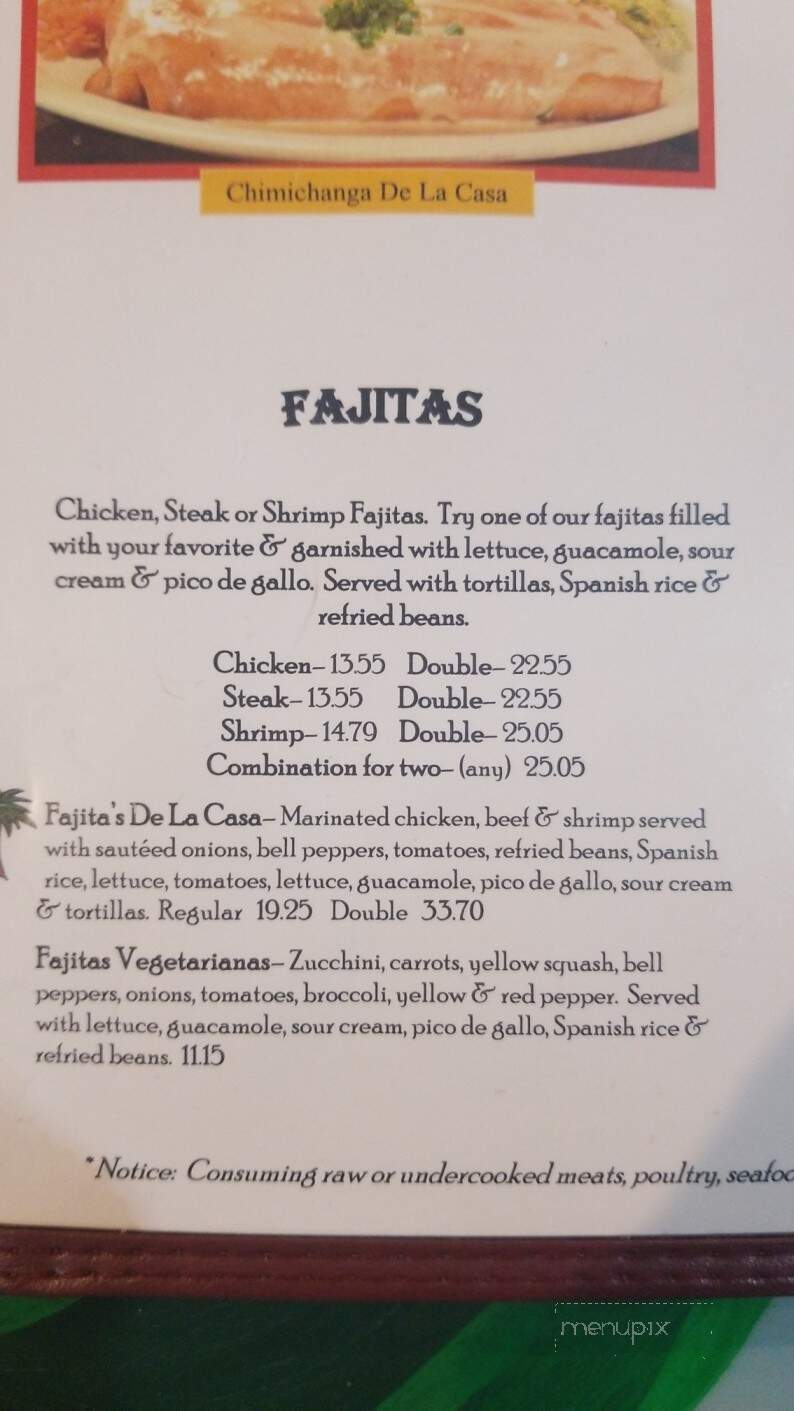 Chimichanga De La Casa
FAJITAS
Chicken, Steak or Shrimp Fajitas. Try one of our fajitas filled
with your favorite & garnished with lettuce, guacamole, sour
cream & pico de gallo. Served with tortillas, Spanish rice &
refried beans.
Chicken– 13.55 Double– 22.55
Steak– 13.55 Double– 22.55
Shrimp– 14.79 Double– 25.05
Combination for two– (any) 25.05
Fajita's De La Casa– Marinated chicken, beef & shrimp served
with sautéed onions, bell peppers, tomatoes, refried beans, Spanish
rice, lettuce, tomatoes, lettuce, guacamole, pico de gallo, sour cream
& tortillas. Regular 19.25 Double 33.70
Fajitas Vegetarianas– Zucchini, carrots, yellow squash, bell
peppers, onions, tomatoes, broccoli, yellow & red pepper. Served
with lettuce, guacamole, sour cream, pico de gallo, Spanish rice &
refried beans. 11.15
*Notice: Consuming raw or undercooked meats, poultry, seafoo
menupix